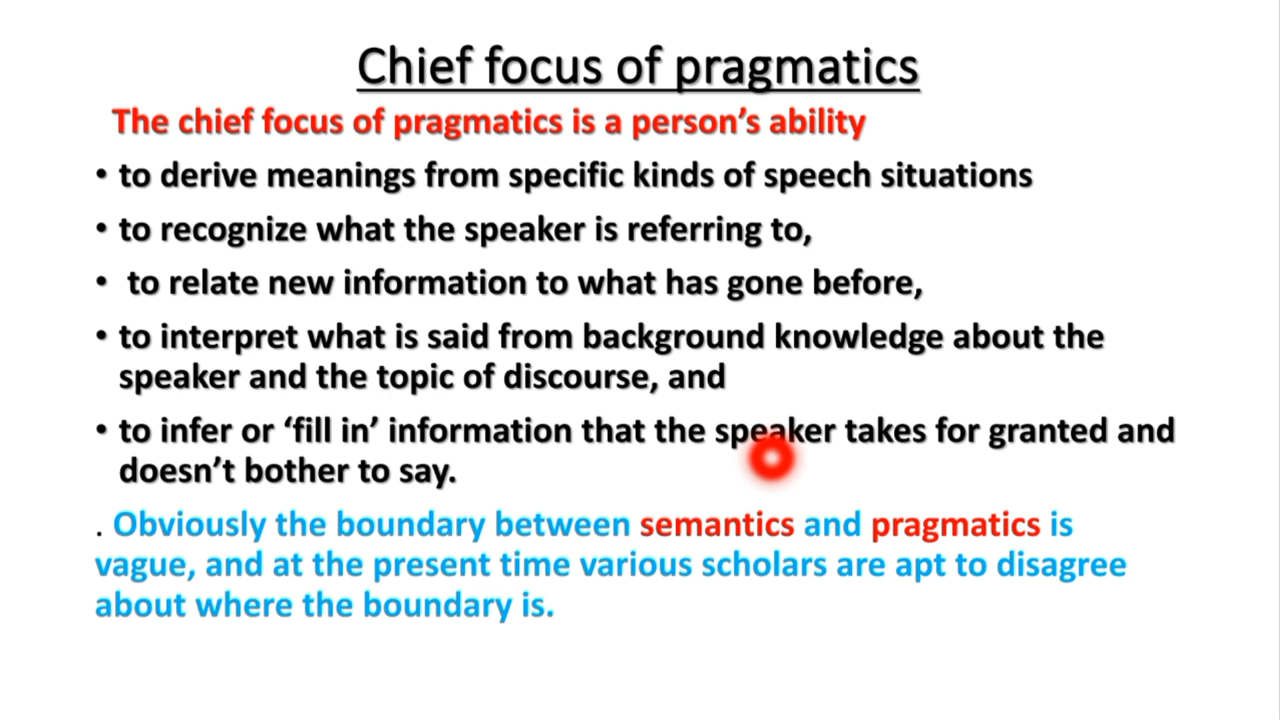 Chief focus of pragmatics
The chief focus of pragmatics is a person’s ability
• to derive meanings from specific kinds of speech situations
• to recognize what the speaker is referring to,
• to relate new information to what has gone before,
• to interpret what is said from background knowledge about the
speaker and the topic of discourse, and
• to infer or ‘fill in’ information that the speaker takes for granted and
doesn’t bother to say.
. Obviously the boundary between semantics and pragmatics is
vague, and at the present time various scholars are apt to disagree
about where the boundary is.